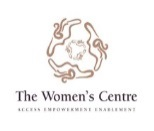 The Women's Centre
ACCESS EMPOWERMENT ENABLEMENT